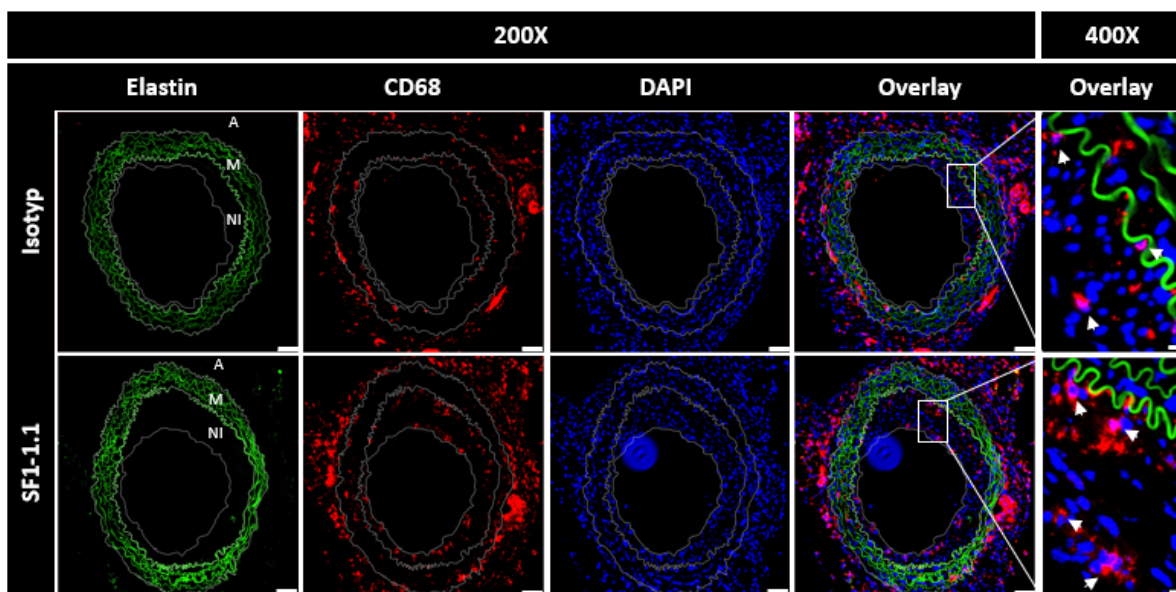 200X 400X
Elastin CD68 DAPI Overlay Overlay
Isotyp
A
M
NI
SF1-1.1
A
M
NI